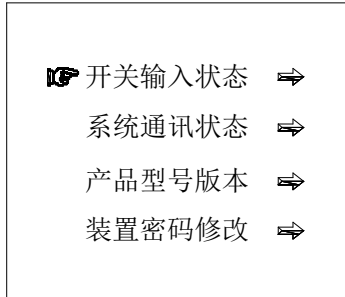 开关输入状态
系统通讯状态
产品型号版本
装置密码修改